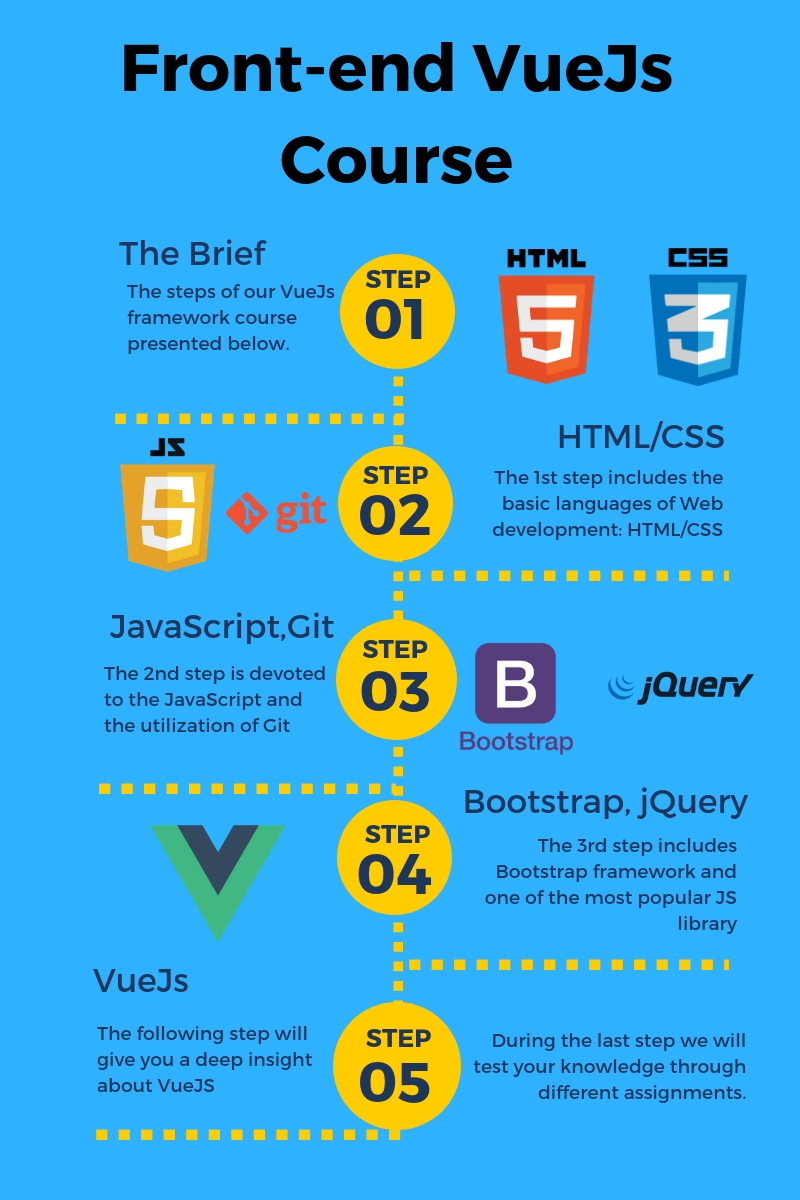 Front-end VueJs
Course
The Brief
The steps of our VueJs
framework course
presented below.
STEP
01
HTML
5
CSS
3
HTML/CSS
The 1st step includes the
basic languages of Web
development: HTML/CSS
STEP
02
JS
git
JavaScript,Git
The 2nd step is devoted
to the JavaScript and
the utilization of Git
STEP
03
B
Bootstrap
jQuery
Bootstrap, jQuery
The 3rd step includes
Bootstrap framework and
one of the most popular JS
library
STEP
04
VueJs
The following step will
give you a deep insight
about VueJS
STEP
05
During the last step we will
test your knowledge through
different assignments.